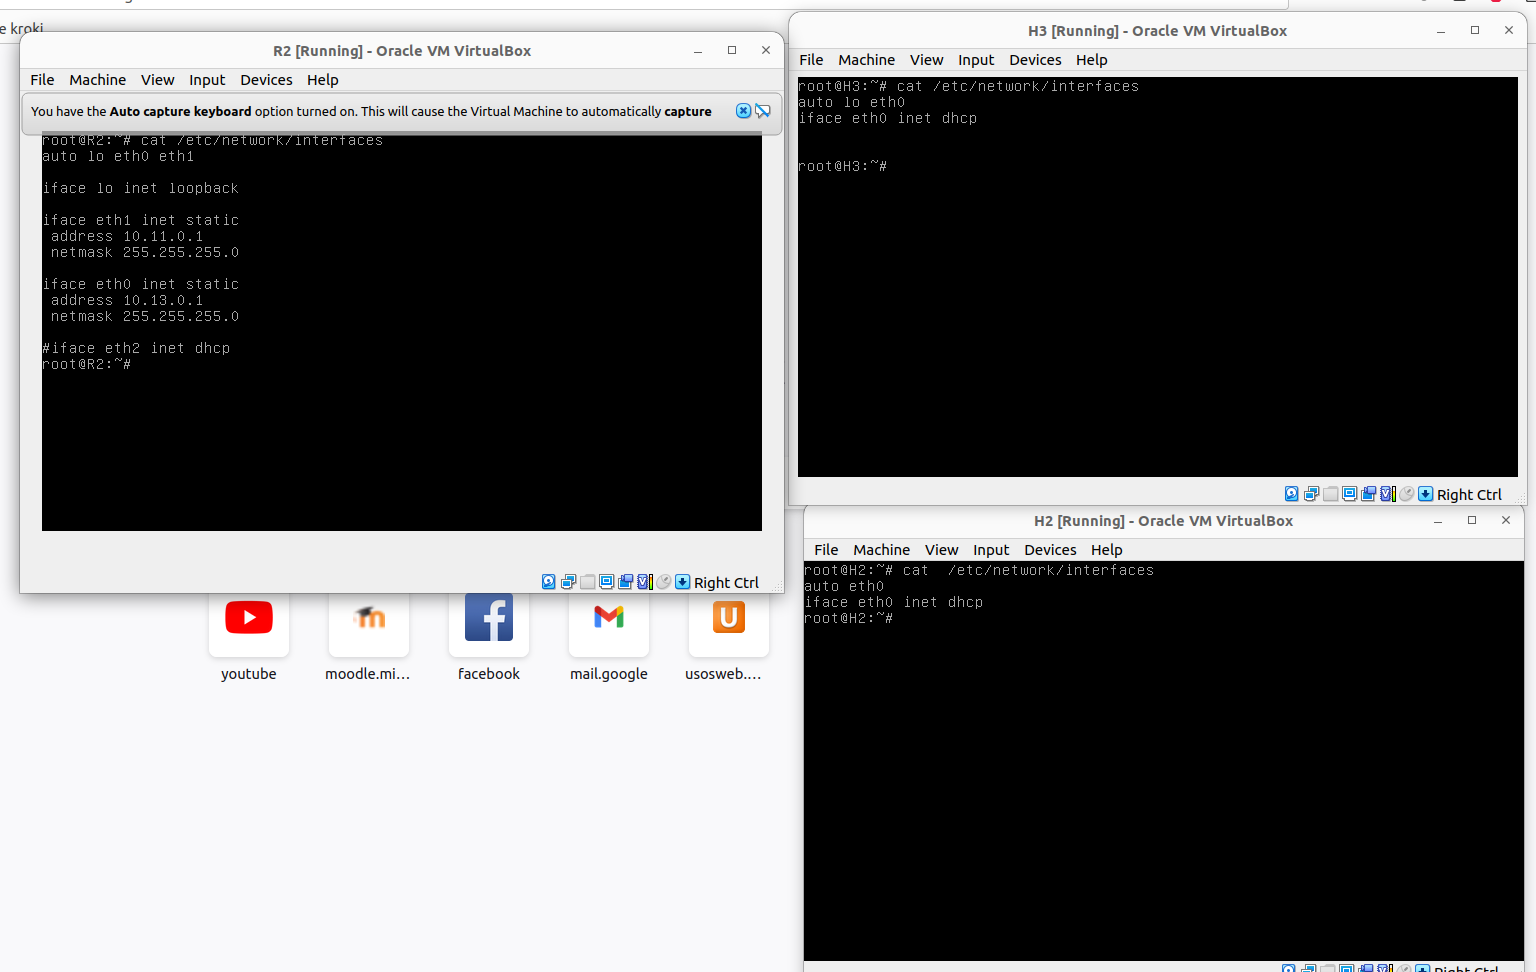 e kroki
R2 [Running] - Oracle VM VirtualBox
File Machine View Input Devices Help
You have the Auto capture keyboard option turned on. This will cause the Virtual Machine to automatically capture
root@R2:~# cat /etc/network/interfaces
auto lo eth0 eth1
iface lo inet loopback
iface eth1 inet static
address 10.11.0.1
netmask 255.255.255.0
iface eth0 inet static
address 10.13.0.1
netmask 255.255.255.0
#iface eth2 inet dhcp
root@R2:~#
Right Ctrl
H3 [Running] - Oracle VM VirtualBox
File Machine View Input Devices Help
root@H3:~# cat /etc/network/interfaces
auto lo eth0
iface eth0 inet dhcp
root@H3:~#
Right Ctrl
H2 [Running] - Oracle VM VirtualBox
File Machine View Input Devices Help
root@H2:~# cat  /etc/network/interfaces
auto eth0
iface eth0 inet dhcp
root@H2:~#
Right Ctrl
youtube
moodle.mi...
facebook
mail.google
usosweb....